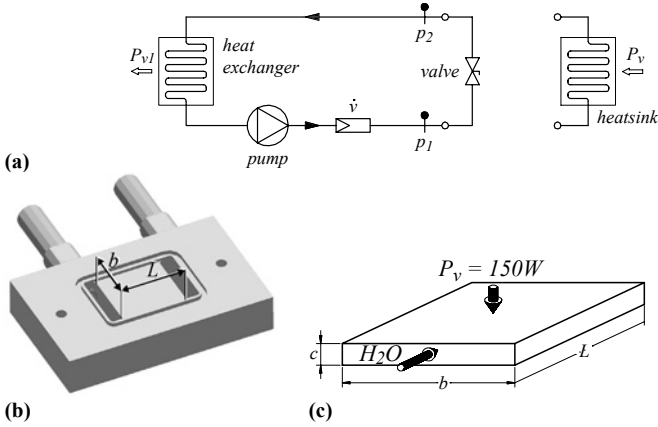 P_v1
heat
exchanger
pump
v̇
p_2
p_1
valve
P_v
heatsink
(a)
b
L
(b)
P_v = 150W
c
H_2O
b
L
(c)